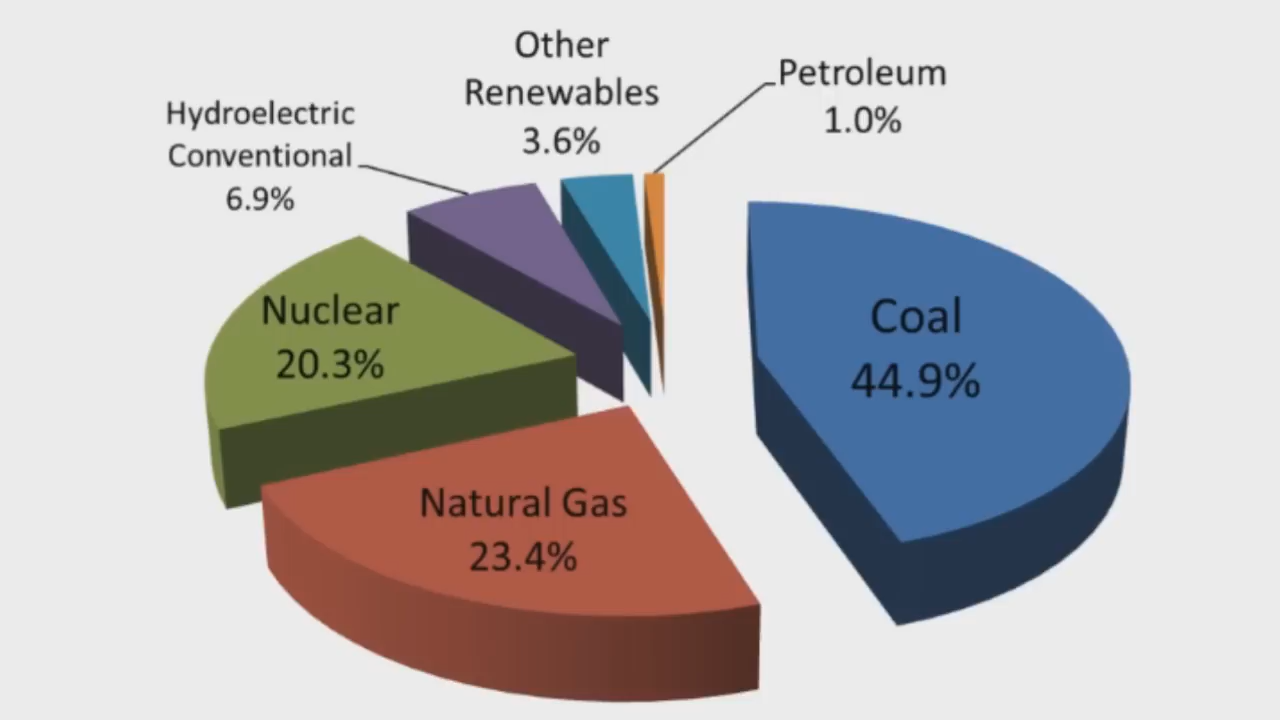 Other
Renewables
3.6%
Petroleum
1.0%
Hydroelectric
Conventional
6.9%
Nuclear
20.3%
Coal
44.9%
Natural Gas
23.4%